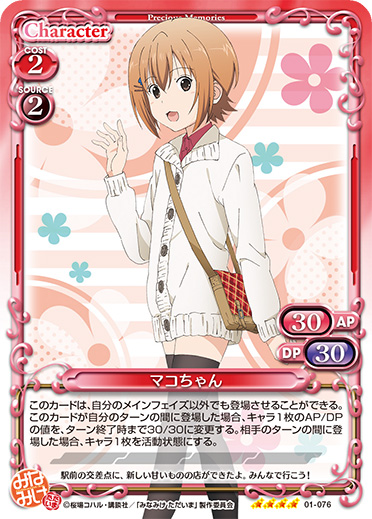 Precious Memories
Character
COST
2
SOURCE
2
30 AP
DP 30
マコちゃん
このカードは、自分のメインフェイズ以外でも登場させることができる。
このカードが自分のターンの間に登場した場合、キャラ1枚のAP/DP
の値を、ターン終了時まで30/30に変更する。相手のターンの間に登
場した場合、キャラ1枚を活動状態にする。
駅前の交差点に、新しい甘いものの店ができたよ。みんなで行こう!
みなみけ
ただいま
©桜場コハル・講談社/「みなみけ ただいま」製作委員会
★★★★ 01-076